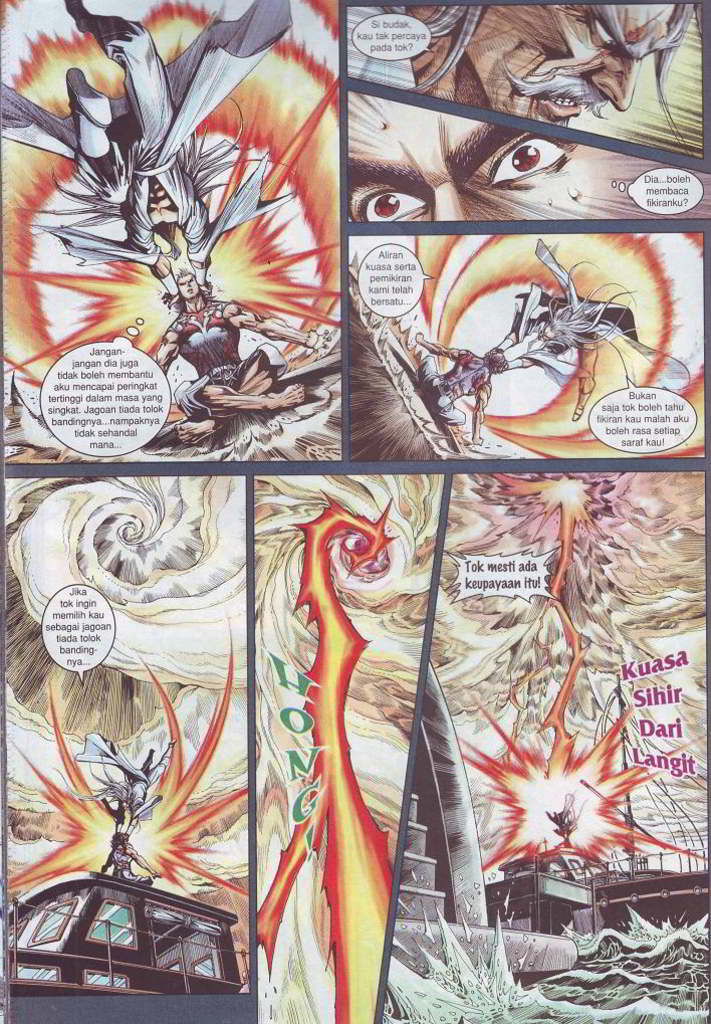 Jangan-
jangan dia juga
tidak boleh membantu
aku mencapai peringkat
tertinggi dalam masa yang
singkat. Jagoan tiada tolok
bandingnya...nampaknya
tidak sehandal
mana...
Si budak,
kau tak percaya
pada tok?
Dia...boleh
membaca
fikiranku?
Aliran
kuasa serta
pemikiran
kami telah
bersatu...
Bukan
saja tok boleh tahu
fikiran kau malah aku
boleh rasa setiap
saraf kau!
Jika
tok ingin
memilih kau
sebagai jagoan
tiada tolok
banding-
nya...
HONG!
Tok mesti ada
keupayaan itu!
Kuasa
Sihir
Dari
Langit